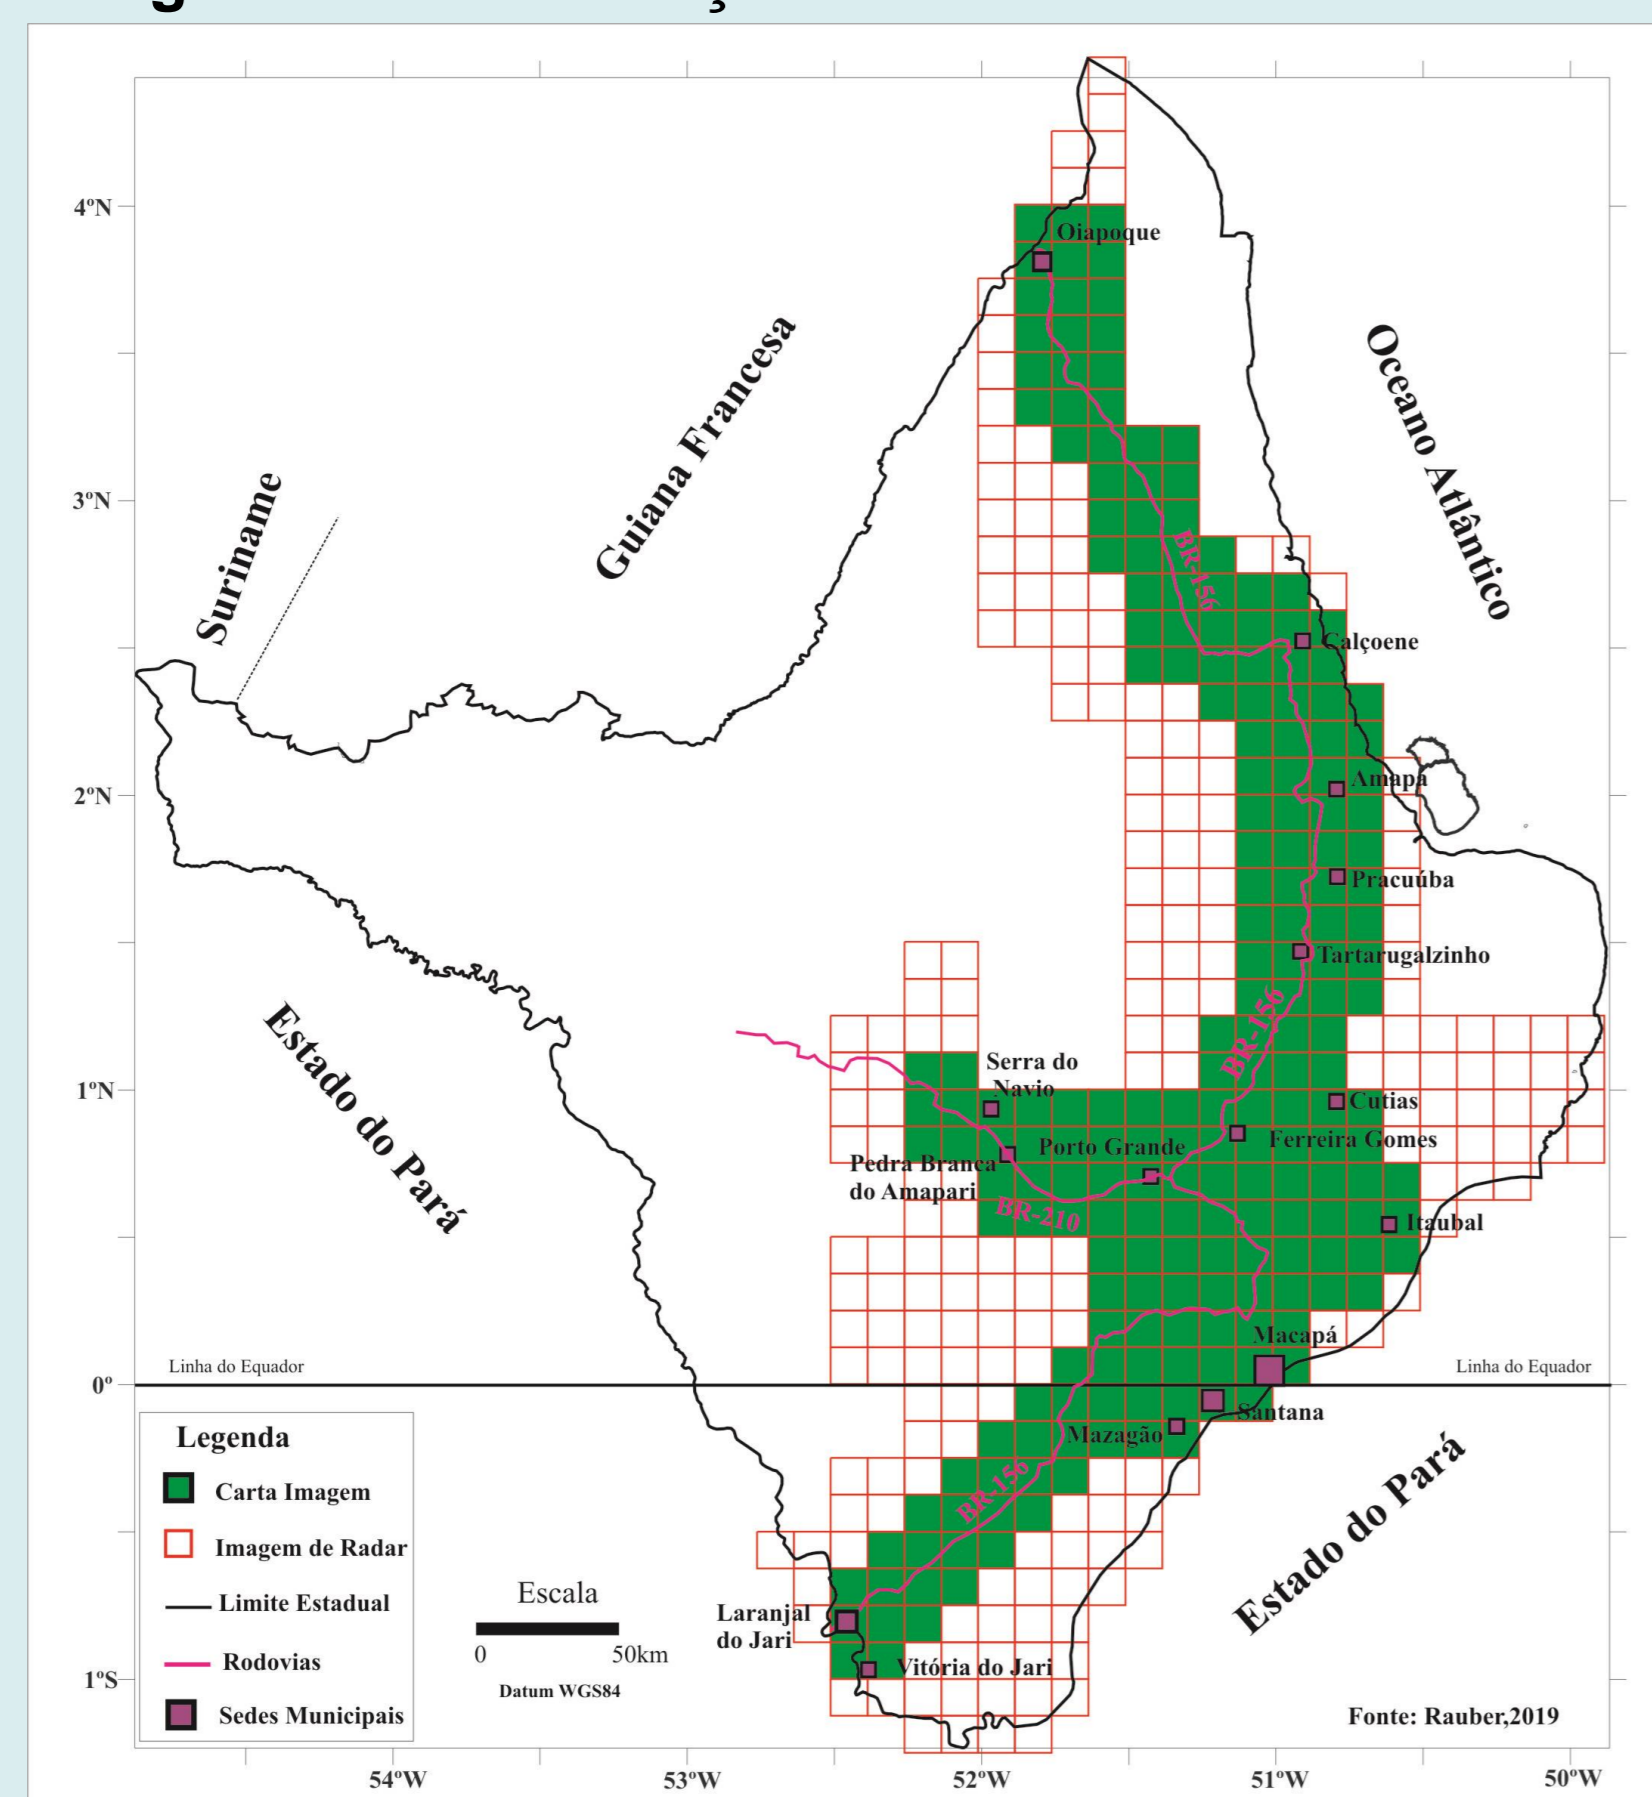 4ºN
Oiapoque
Oceano Atlântico
Guiana Francesa
Suriname
3ºN
BR-156
Calçoene
2ºN
Amapá
Pracuúba
Tartarugalzinho
BR-156
Estado do Pará
Serra do
Navio
1ºN
Cutias
Ferreira Gomes
Porto Grande
Pedra Branca
do Amapari
BR-210
Itaubal
Macapá
Linha do Equador
Linha do Equador
0º
Santana
Mazagão
BR-156
Estado do Pará
Legenda
Carta Imagem
Imagem de Radar
Limite Estadual
Rodovias
Sedes Municipais
Escala
0 50km
Datum WGS84
Laranjal
do Jari
Vitória do Jari
1ºS
Fonte: Rauber,2019
54ºW 53ºW 52ºW 51ºW 50ºW